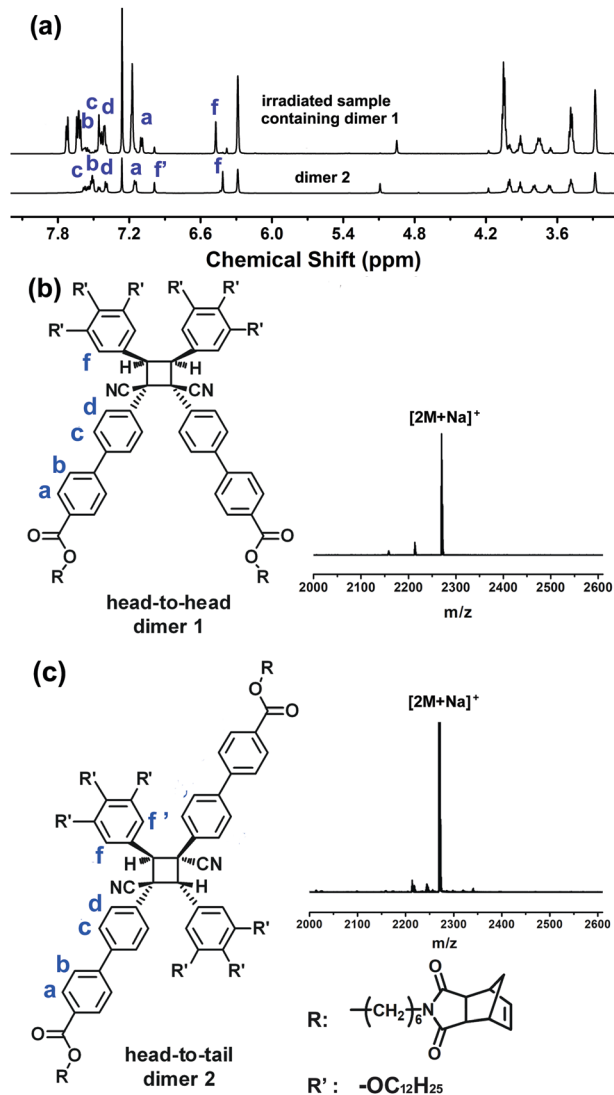 (a)
c
b d a f
irradiated sample
containing dimer 1
c b d a f' f
dimer 2
7.8 7.2 6.6 6.0 5.4 4.8 4.2 3.6
Chemical Shift (ppm)
(b)
R' R' R' R'
R' R'
f
H H
NC CN
d
c
b
a
O O
O O
R R
head-to-head
dimer 1
[2M+Na]+
2000 2100 2200 2300 2400 2500 2600
m/z
(c)
R
O
O
R' R'
R' f '
f H CN
NC H
d
c
b
a
R'
R' R'
O
O
R
head-to-tail
dimer 2
[2M+Na]+
2000 2100 2200 2300 2400 2500 2600
m/z
O
R: (CH2)6 N
O
R' : -OC12H25